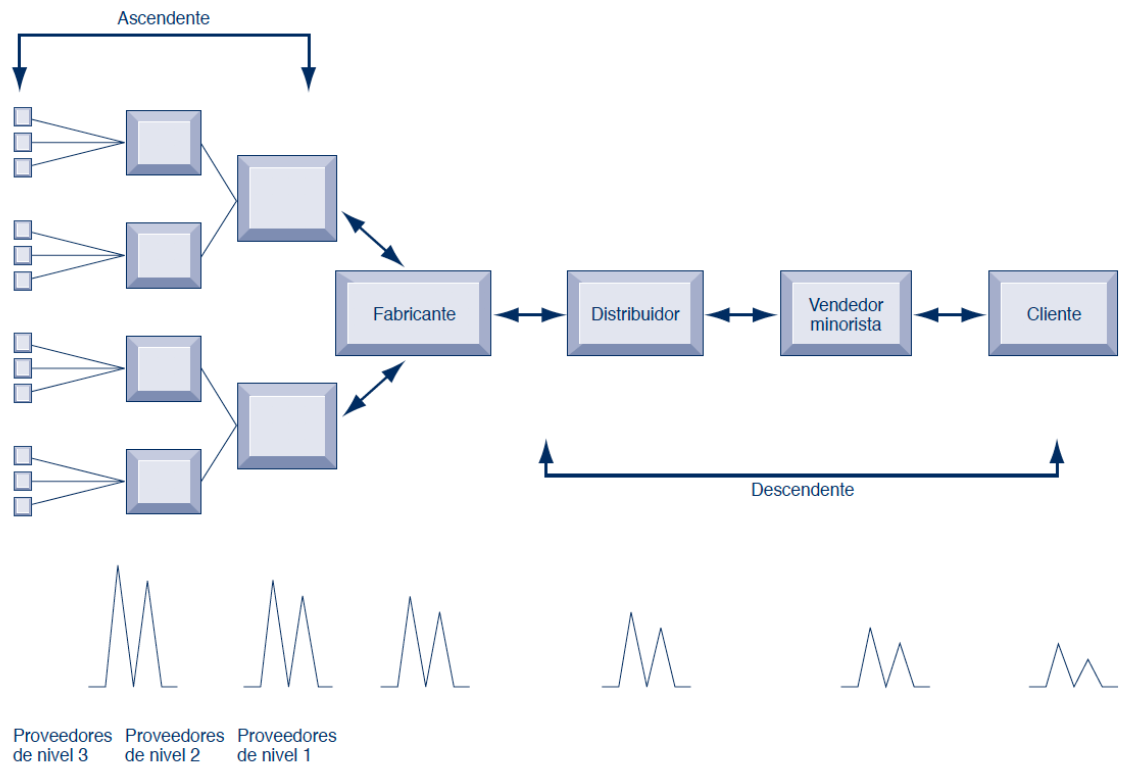 Ascendente
Fabricante
Distribuidor
Vendedor
minorista
Cliente
Descendente
Proveedores
de nivel 3
Proveedores
de nivel 2
Proveedores
de nivel 1